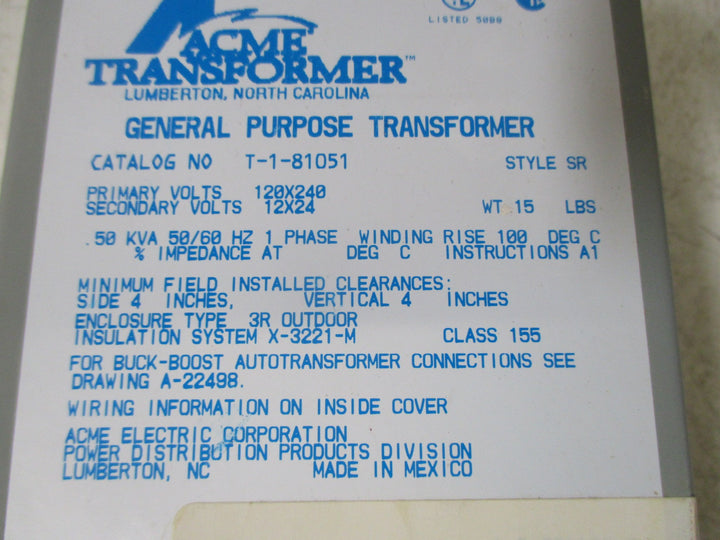 LISTED 5099
ACME
TRANSFORMER™
LUMBERTON, NORTH CAROLINA
GENERAL PURPOSE TRANSFORMER
CATALOG NO T-1-81051 STYLE SR
PRIMARY VOLTS 120X240
SECONDARY VOLTS 12X24 WT 15 LBS
.50 KVA 50/60 HZ 1 PHASE WINDING RISE 100 DEG C
% IMPEDANCE AT DEG C INSTRUCTIONS A1
MINIMUM FIELD INSTALLED CLEARANCES:
SIDE 4 INCHES, VERTICAL 4 INCHES
ENCLOSURE TYPE 3R OUTDOOR
INSULATION SYSTEM X-3221-M CLASS 155
FOR BUCK-BOOST AUTOTRANSFORMER CONNECTIONS SEE
DRAWING A-22498.
WIRING INFORMATION ON INSIDE COVER
ACME ELECTRIC CORPORATION
POWER DISTRIBUTION PRODUCTS DIVISION
LUMBERTON, NC MADE IN MEXICO